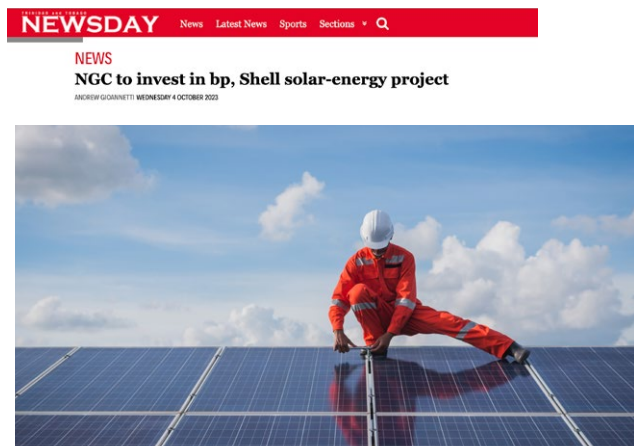 TRINIDAD AND TOBAGO
NEWSDAY News Latest News Sports Sections
NEWS
NGC to invest in bp, Shell solar-energy project
ANDREW GIOANNETTI WEDNESDAY 4 OCTOBER 2023